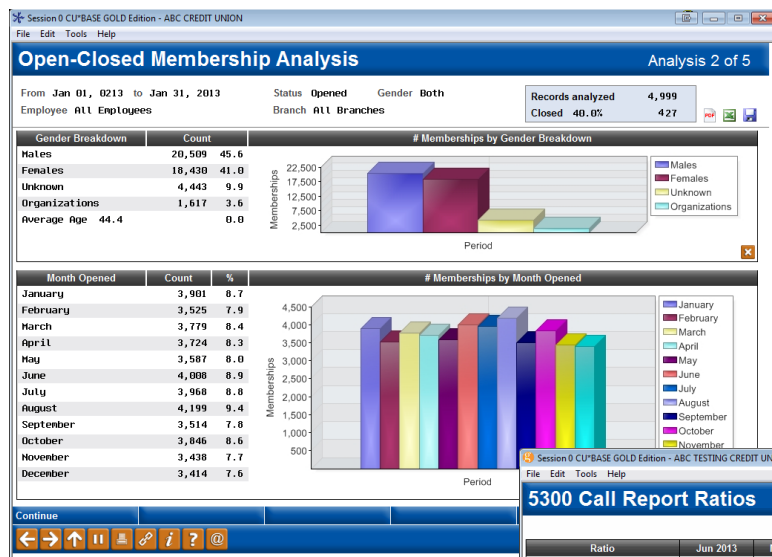 Session 0 CU*BASE GOLD Edition - ABC CREDIT UNION
File Edit Tools Help
Open-Closed Membership Analysis Analysis 2 of 5
From Jan 01, 0213 to Jan 31, 2013 Status Opened Gender Both
Employee All Employees Branch All Branches
Records analyzed 4,999
Closed 40.0% 427
PDF
Gender Breakdown Count
Males 20,509 45.6
Females 18,430 41.0
Unknown 4,443 9.9
Organizations 1,617 3.6
Average Age 44.4 0.0
# Memberships by Gender Breakdown
Memberships
22,500
17,500
12,500
7,500
2,500
Period
Males
Females
Unknown
Organizations
Month Opened Count %
January 3,901 8.7
February 3,525 7.9
March 3,779 8.4
April 3,724 8.3
May 3,587 8.0
June 4,008 8.9
July 3,968 8.8
August 4,199 9.4
September 3,514 7.8
October 3,846 8.6
November 3,438 7.7
December 3,414 7.6
# Memberships by Month Opened
Memberships
4,500
4,000
3,500
3,000
2,500
2,000
1,500
1,000
500
Period
January
February
March
April
May
June
July
August
September
October
November
Continue
Session 0 CU*BASE GOLD Edition - ABC TESTING CREDIT UN
File Edit Tools Help
5300 Call Report Ratios
Ratio Jun 2013